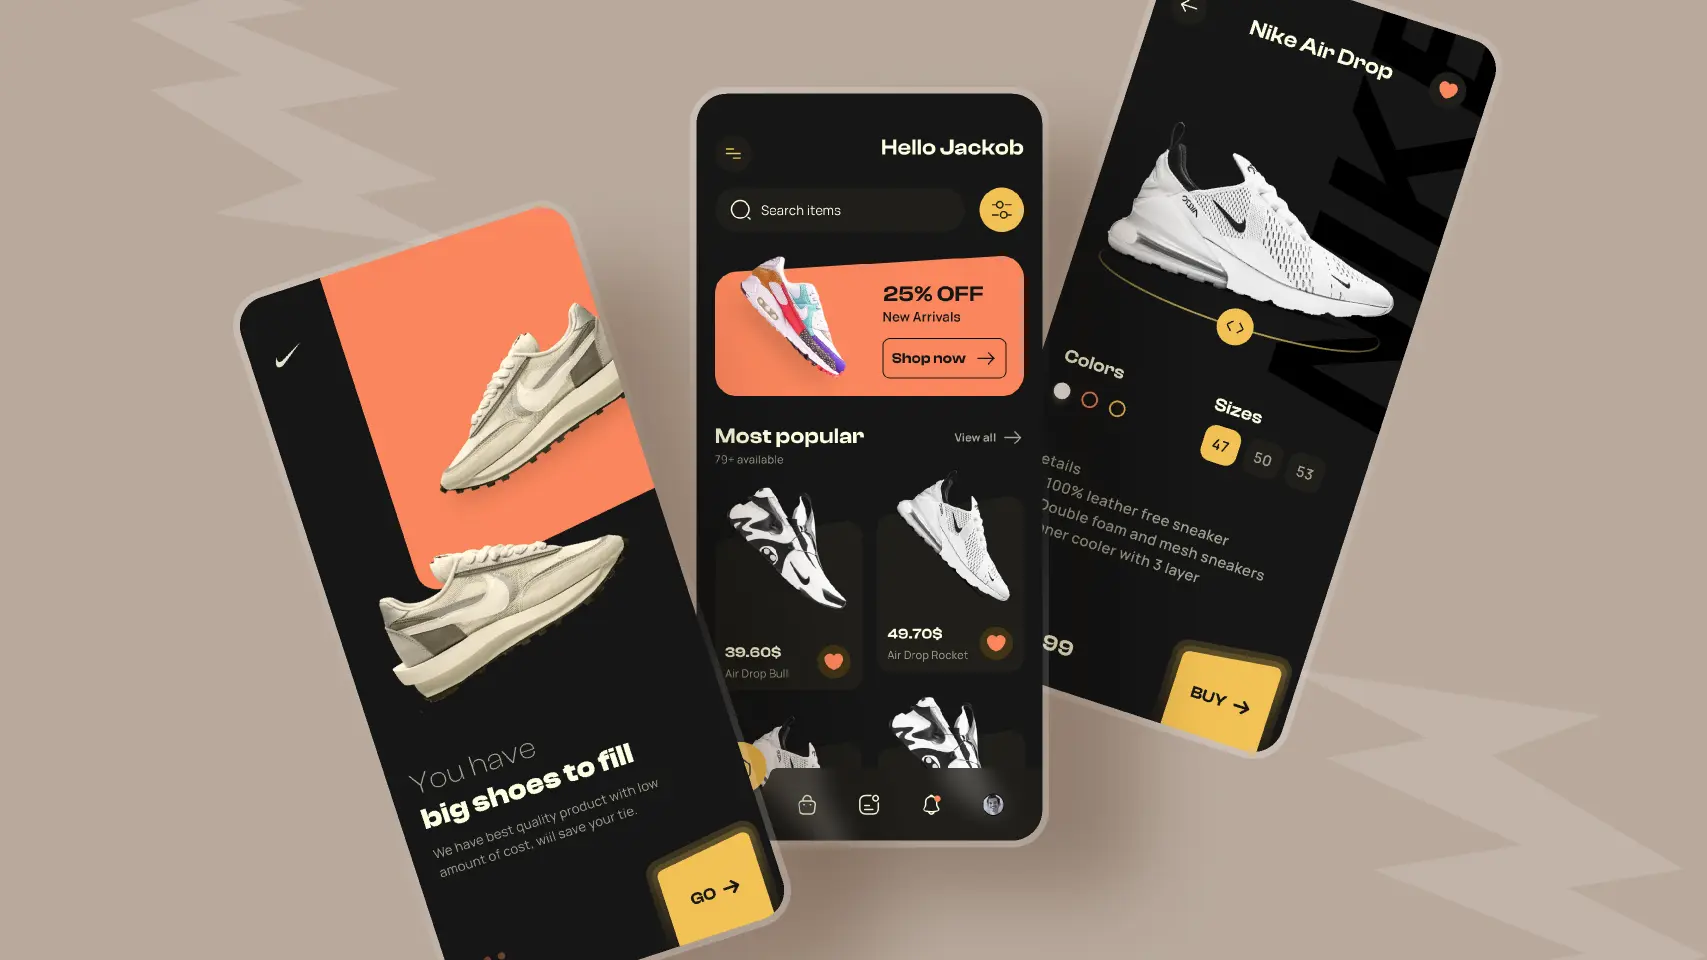 You have
big shoes to fill
We have best quality product with low
amount of cost, will save your tie.
GO
Hello Jackob
Search items
25% OFF
New Arrivals
Shop now
Most popular
View all
79+ available
39.60$
Air Drop Bull
49.70$
Air Drop Rocket
Nike Air Drop
NIKE
Colors
Sizes
47
50
53
etails
100% leather free sneaker
Double foam and mesh sneakers
ner cooler with 3 layer
99
BUY